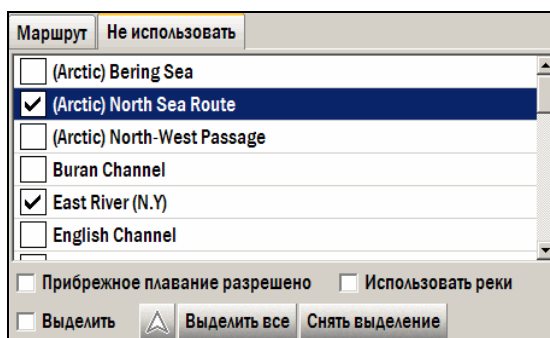 Маршрут Не использовать
(Arctic) Bering Sea
(Arctic) North Sea Route
(Arctic) North-West Passage
Buran Channel
East River (N.Y)
English Channel
Прибрежное плавание разрешено Использовать реки
Выделить Выделить все Снять выделение